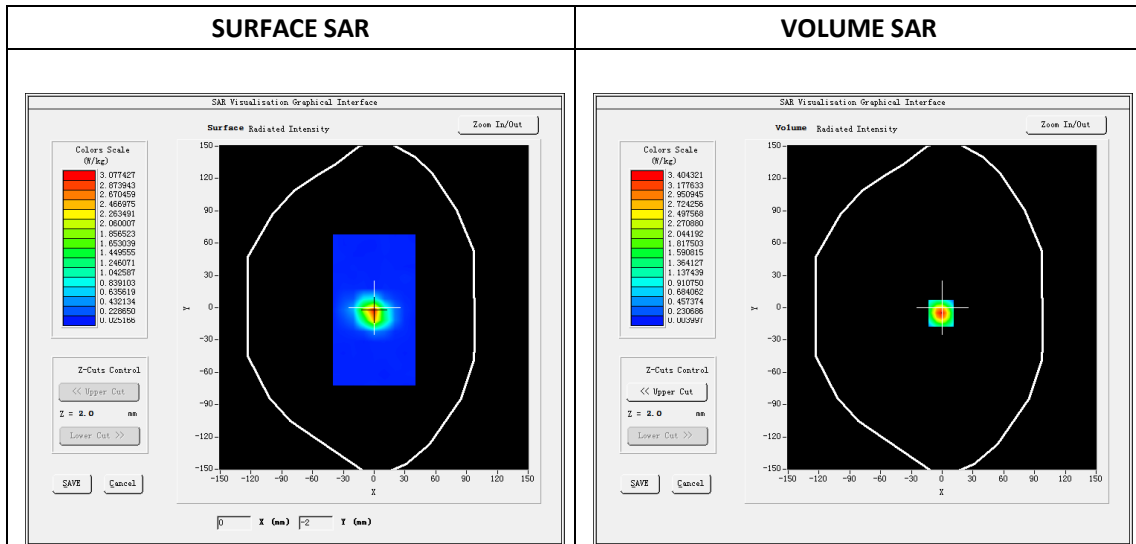 SURFACE SAR
VOLUME SAR
SAR Visualisation Graphical Interface
Surface Radiated Intensity
Zoom In/Out
Colors Scale
(W/kg)
3.077427
2.873943
2.670459
2.466975
2.263491
2.060007
1.856523
1.653039
1.449555
1.246071
1.042587
0.839103
0.635619
0.432134
0.228650
0.025166
Z-Cuts Control
<< Upper Cut
Z = 2.0 mm
Lower Cut >>
SAVE Cancel
150
90
60
30
0
-30
-60
-90
-120
-150
Y
-150 -120 -90 -60 -30 0 30 60 90 120 150
X
0 X (mm) -2 Y (mm)
SAR Visualisation Graphical Interface
Volume Radiated Intensity
Zoom In/Out
Colors Scale
(W/kg)
3.404321
3.177633
2.950945
2.724256
2.497568
2.270880
2.044192
1.817503
1.590815
1.364127
1.137439
0.910750
0.684062
0.457374
0.230686
0.003997
Z-Cuts Control
<< Upper Cut
Z = 2.0 mm
Lower Cut >>
SAVE Cancel
150
90
60
30
0
-30
-60
-90
-120
-150
Y
-150 -120 -90 -60 -30 0 30 60 90 120 150
X